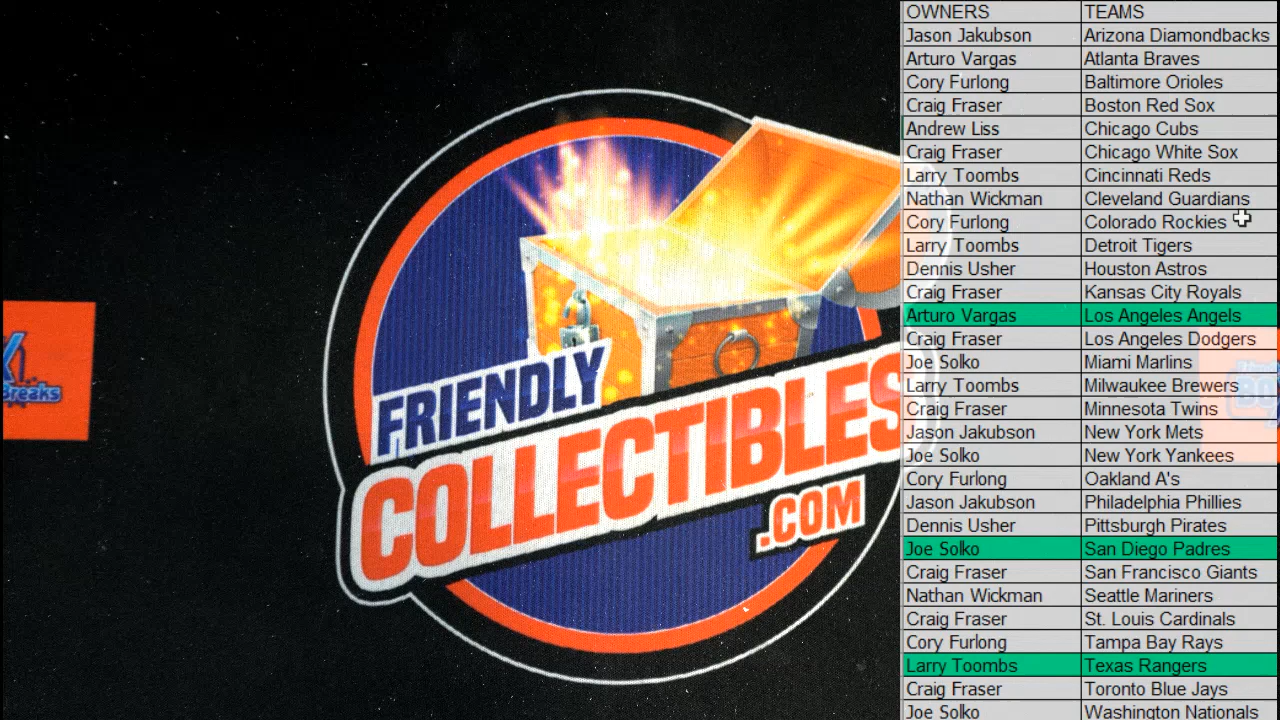 OWNERS TEAMS
Jason Jakubson Arizona Diamondbacks
Arturo Vargas Atlanta Braves
Cory Furlong Baltimore Orioles
Craig Fraser Boston Red Sox
Andrew Liss Chicago Cubs
Craig Fraser Chicago White Sox
Larry Toombs Cincinnati Reds
Nathan Wickman Cleveland Guardians
Cory Furlong Colorado Rockies
Larry Toombs Detroit Tigers
Dennis Usher Houston Astros
Craig Fraser Kansas City Royals
Arturo Vargas Los Angeles Angels
Craig Fraser Los Angeles Dodgers
Joe Solko Miami Marlins
Larry Toombs Milwaukee Brewers
Craig Fraser Minnesota Twins
Jason Jakubson New York Mets
Joe Solko New York Yankees
Cory Furlong Oakland A's
Jason Jakubson Philadelphia Phillies
Dennis Usher Pittsburgh Pirates
Joe Solko San Diego Padres
Craig Fraser San Francisco Giants
Nathan Wickman Seattle Mariners
Craig Fraser St. Louis Cardinals
Cory Furlong Tampa Bay Rays
Larry Toombs Texas Rangers
Craig Fraser Toronto Blue Jays
Joe Solko Washington Nationals
FRIENDLY
COLLECTIBLES
.COM
Breaks